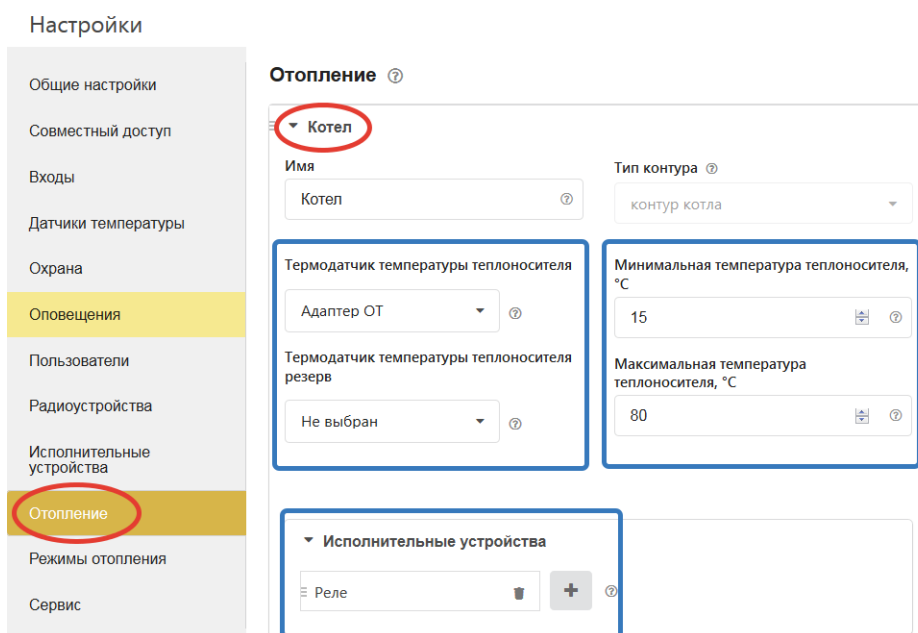 Настройки
Общие настройки
Совместный доступ
Входы
Датчики температуры
Охрана
Оповещения
Пользователи
Радиоустройства
Исполнительные
устройства
Отопление
Режимы отопления
Сервис
Отопление ?
Котел
Имя
Котел ?
Тип контура ?
контур котла
Термодатчик температуры теплоносителя
Адаптер ОТ ?
Термодатчик температуры теплоносителя
резерв
Не выбран ?
Минимальная температура теплоносителя,
°C
15 ?
Максимальная температура
теплоносителя, °C
80 ?
Исполнительные устройства
Реле + ?